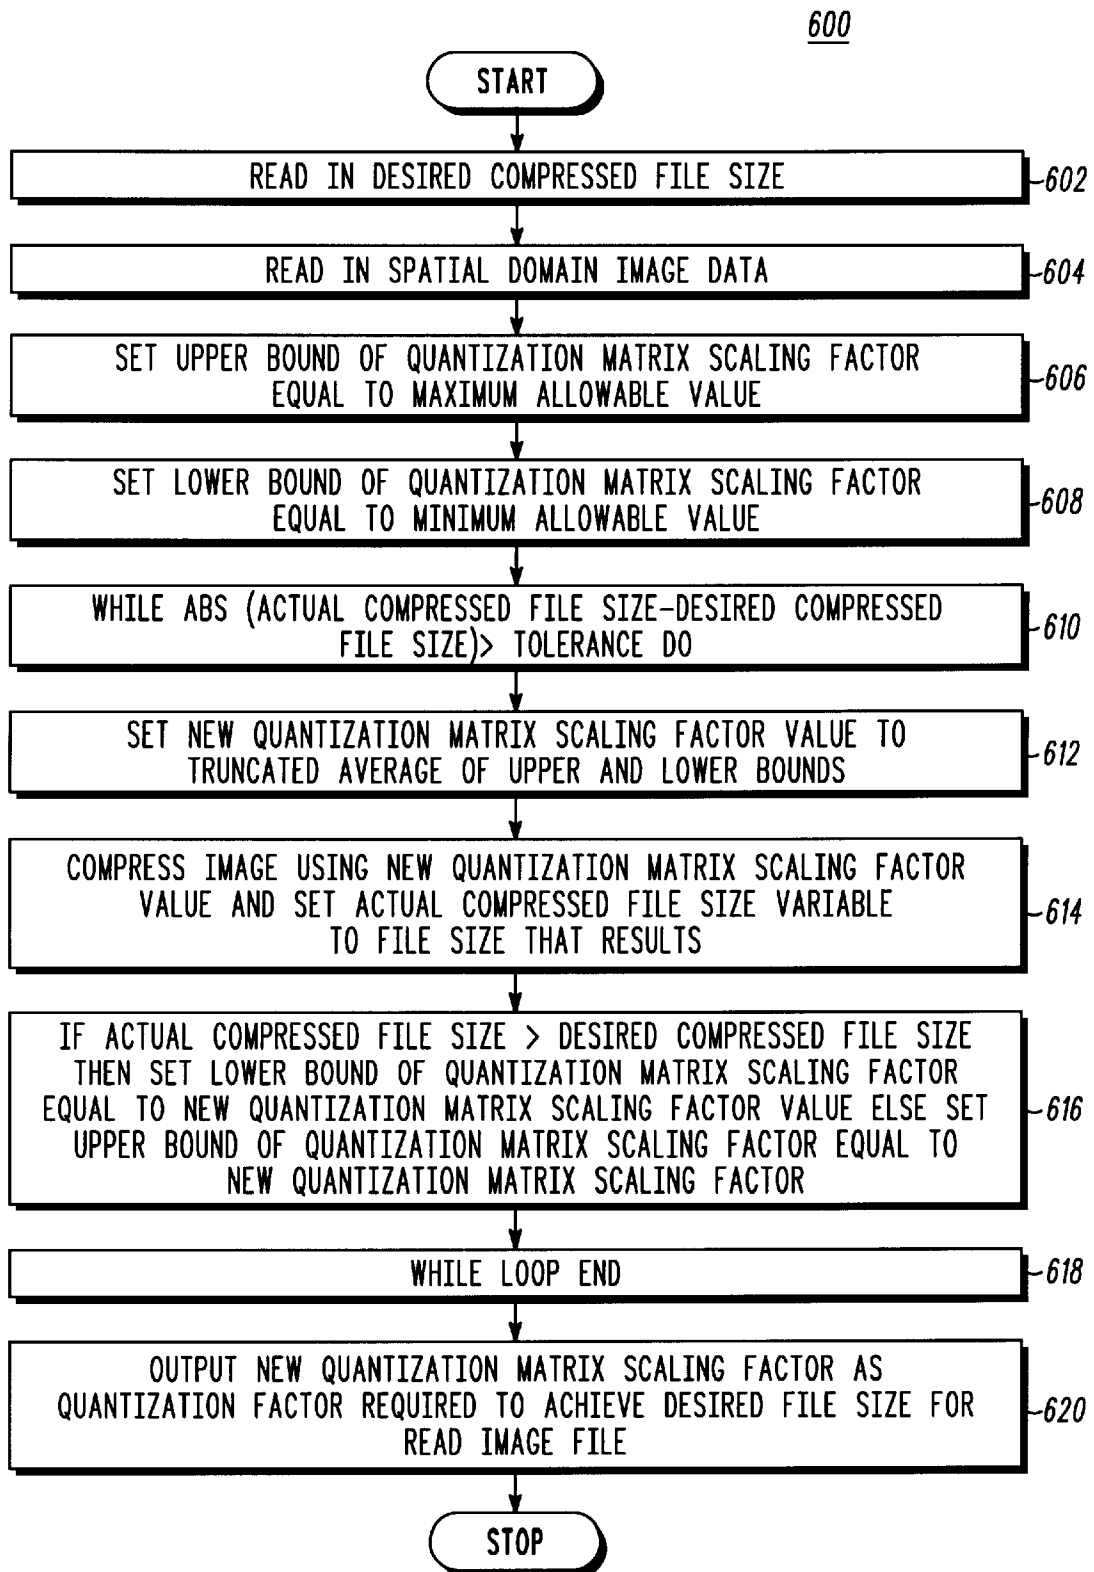 600
START
READ IN DESIRED COMPRESSED FILE SIZE
602
READ IN SPATIAL DOMAIN IMAGE DATA
604
SET UPPER BOUND OF QUANTIZATION MATRIX SCALING FACTOR
EQUAL TO MAXIMUM ALLOWABLE VALUE
606
SET LOWER BOUND OF QUANTIZATION MATRIX SCALING FACTOR
EQUAL TO MINIMUM ALLOWABLE VALUE
608
WHILE ABS (ACTUAL COMPRESSED FILE SIZE-DESIRED COMPRESSED
FILE SIZE)> TOLERANCE DO
610
SET NEW QUANTIZATION MATRIX SCALING FACTOR VALUE TO
TRUNCATED AVERAGE OF UPPER AND LOWER BOUNDS
612
COMPRESS IMAGE USING NEW QUANTIZATION MATRIX SCALING FACTOR
VALUE AND SET ACTUAL COMPRESSED FILE SIZE VARIABLE
TO FILE SIZE THAT RESULTS
614
IF ACTUAL COMPRESSED FILE SIZE > DESIRED COMPRESSED FILE SIZE
THEN SET LOWER BOUND OF QUANTIZATION MATRIX SCALING FACTOR
EQUAL TO NEW QUANTIZATION MATRIX SCALING FACTOR VALUE ELSE SET
UPPER BOUND OF QUANTIZATION MATRIX SCALING FACTOR EQUAL TO
NEW QUANTIZATION MATRIX SCALING FACTOR
616
WHILE LOOP END
618
OUTPUT NEW QUANTIZATION MATRIX SCALING FACTOR AS
QUANTIZATION FACTOR REQUIRED TO ACHIEVE DESIRED FILE SIZE FOR
READ IMAGE FILE
620
STOP